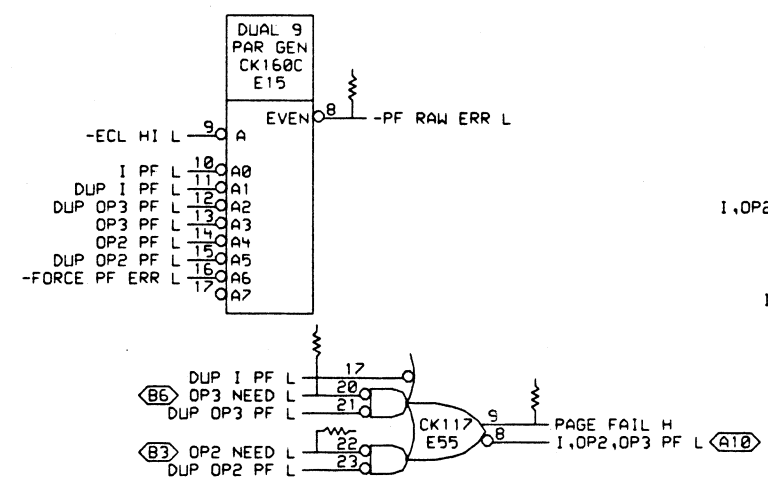 DUAL 9
PAR GEN
CK160C
E15
EVEN 8 -PF RAW ERR L
-ECL HI L 9 A
I PF L 10 A0
DUP I PF L 11 A1
DUP OP3 PF L 12 A2
OP3 PF L 13 A3
OP2 PF L 14 A4
DUP OP2 PF L 15 A5
-FORCE PF ERR L 16 A6
17 A7
I,OP2
I
DUP I PF L 17
B6 OP3 NEED L 20
DUP OP3 PF L 21
CK117
E55
9 PAGE FAIL H
8 I,OP2,OP3 PF L A10
B3 OP2 NEED L 22
DUP OP2 PF L 23